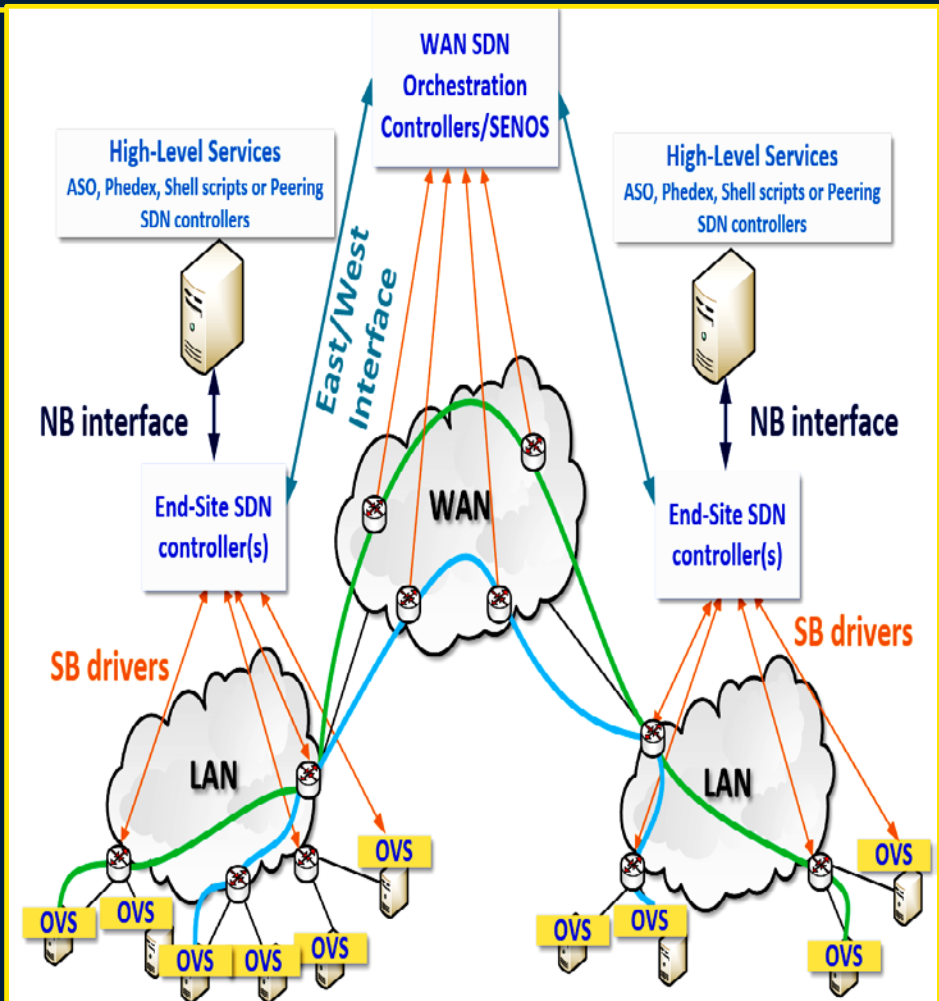 WAN SDN
Orchestration
Controllers/SENOS
High-Level Services
ASO, Phedex, Shell scripts or Peering
SDN controllers
High-Level Services
ASO, Phedex, Shell scripts or Peering
SDN controllers
East/West
Interface
NB interface
NB interface
End-Site SDN
controller(s)
WAN
End-Site SDN
controller(s)
SB drivers
SB drivers
LAN
LAN
OVS
OVS
OVS
OVS
OVS
OVS
OVS
OVS
OVS
OVS